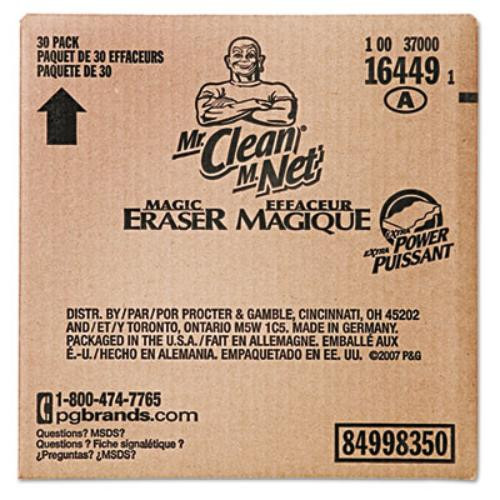 30 PACK
PAQUET DE 30 EFFACEURS
PAQUETE DE 30
1 00 37000
16449 1
A
Mr. Clean
M. Net
MAGIC EFFACEUR
ERASER MAGIQUE
EXTRA POWER
EXTRA PUISSANT
DISTR. BY/PAR/POR PROCTER & GAMBLE, CINCINNATI, OH 45202
AND/ET/Y TORONTO, ONTARIO M5W 1C5. MADE IN GERMANY.
PACKAGED IN THE U.S.A./FAIT EN ALLEMAGNE. EMBALLÉ AUX
É.-U./HECHO EN ALEMANIA. EMPAQUETADO EN EE. UU. ©2007 P&G
1-800-474-7765
pgbrands.com
Questions? MSDS?
Questions ? Fiche signalétique ?
¿Preguntas? ¿MSDS?
84998350